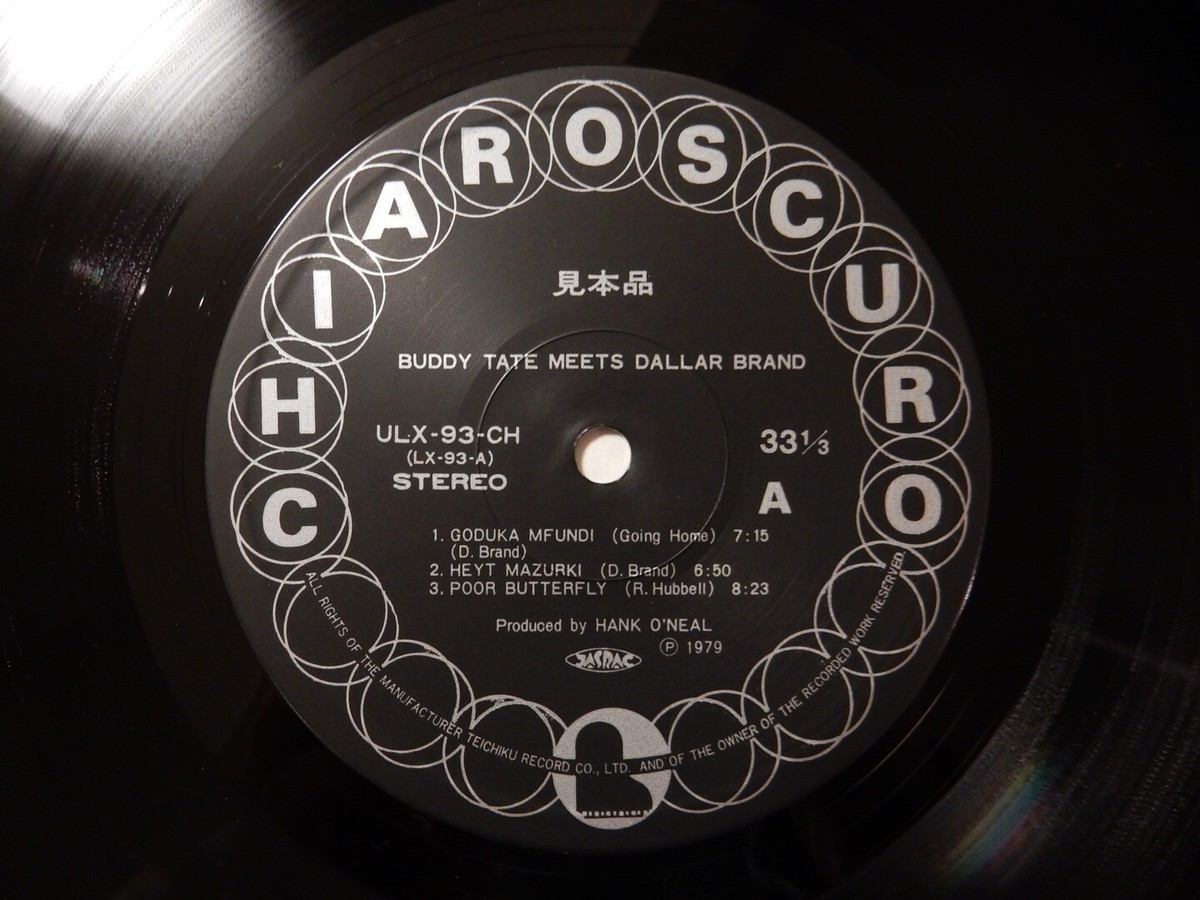 CHIAROSCURO
見本品
BUDDY TATE MEETS DALLAR BRAND
ULX-93-CH
(LX-93-A)
STEREO
33 1/3
A
1. GODUKA MFUNDI (Going Home) 7:15
(D. Brand)
2. HEYT MAZURKI (D. Brand) 6:50
3. POOR BUTTERFLY (R. Hubbell) 8:23
Produced by HANK O'NEAL
Ⓟ 1979
JASRAC
ALL RIGHTS OF THE MANUFACTURER TEICHIKU RECORD CO., LTD. AND OF THE OWNER OF THE RECORDED WORK RESERVED.